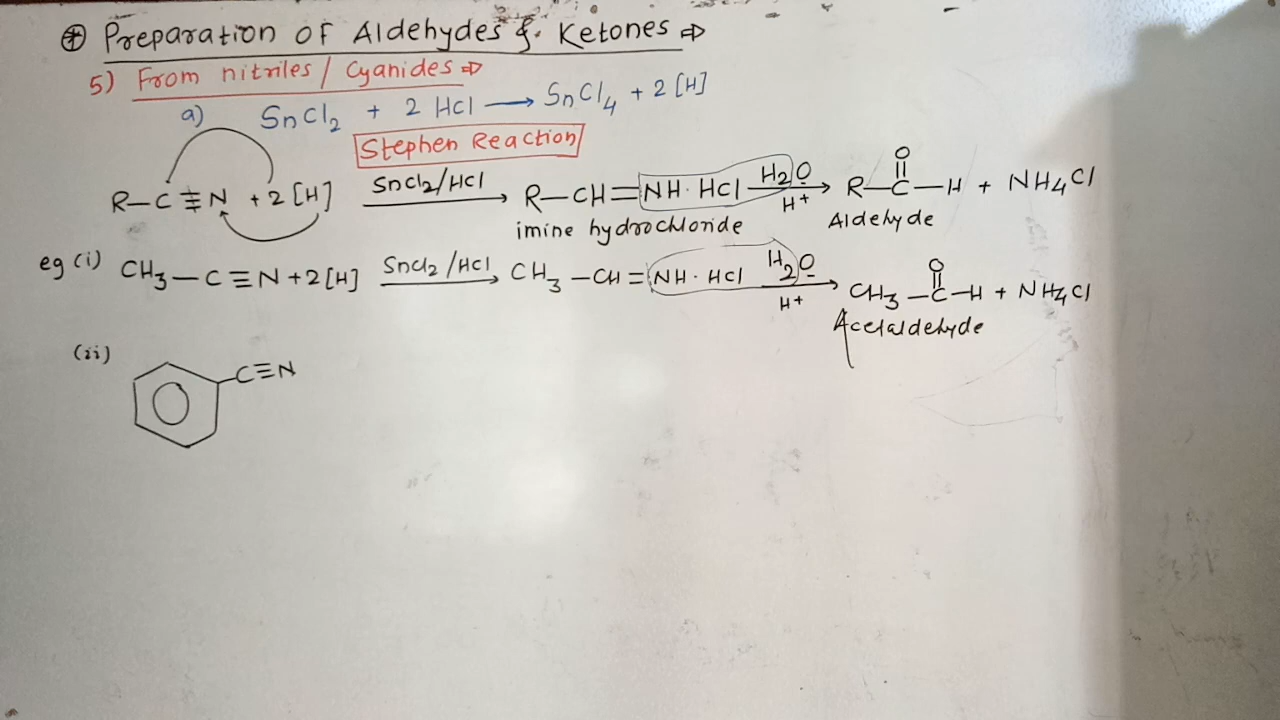 ⊕ Preparation of Aldehydes & Ketones ⇒
5) From nitriles / Cyanides ⇒
a) SnCl₂ + 2 HCl ⟶ SnCl₄ + 2 [H]
Stephen Reaction
R–C≡N + 2 [H] SnCl₂/HCl ⟶ R–CH=NH·HCl H₂O H⁺ ⟶ R–C(=O)–H + NH₄Cl
imine hydrochloride Aldehyde
eg (i) CH₃–C≡N + 2 [H] SnCl₂/HCl ⟶ CH₃–CH=NH·HCl H₂O H⁺ ⟶ CH₃–C(=O)–H + NH₄Cl
Acetaldehyde
(ii) C≡N